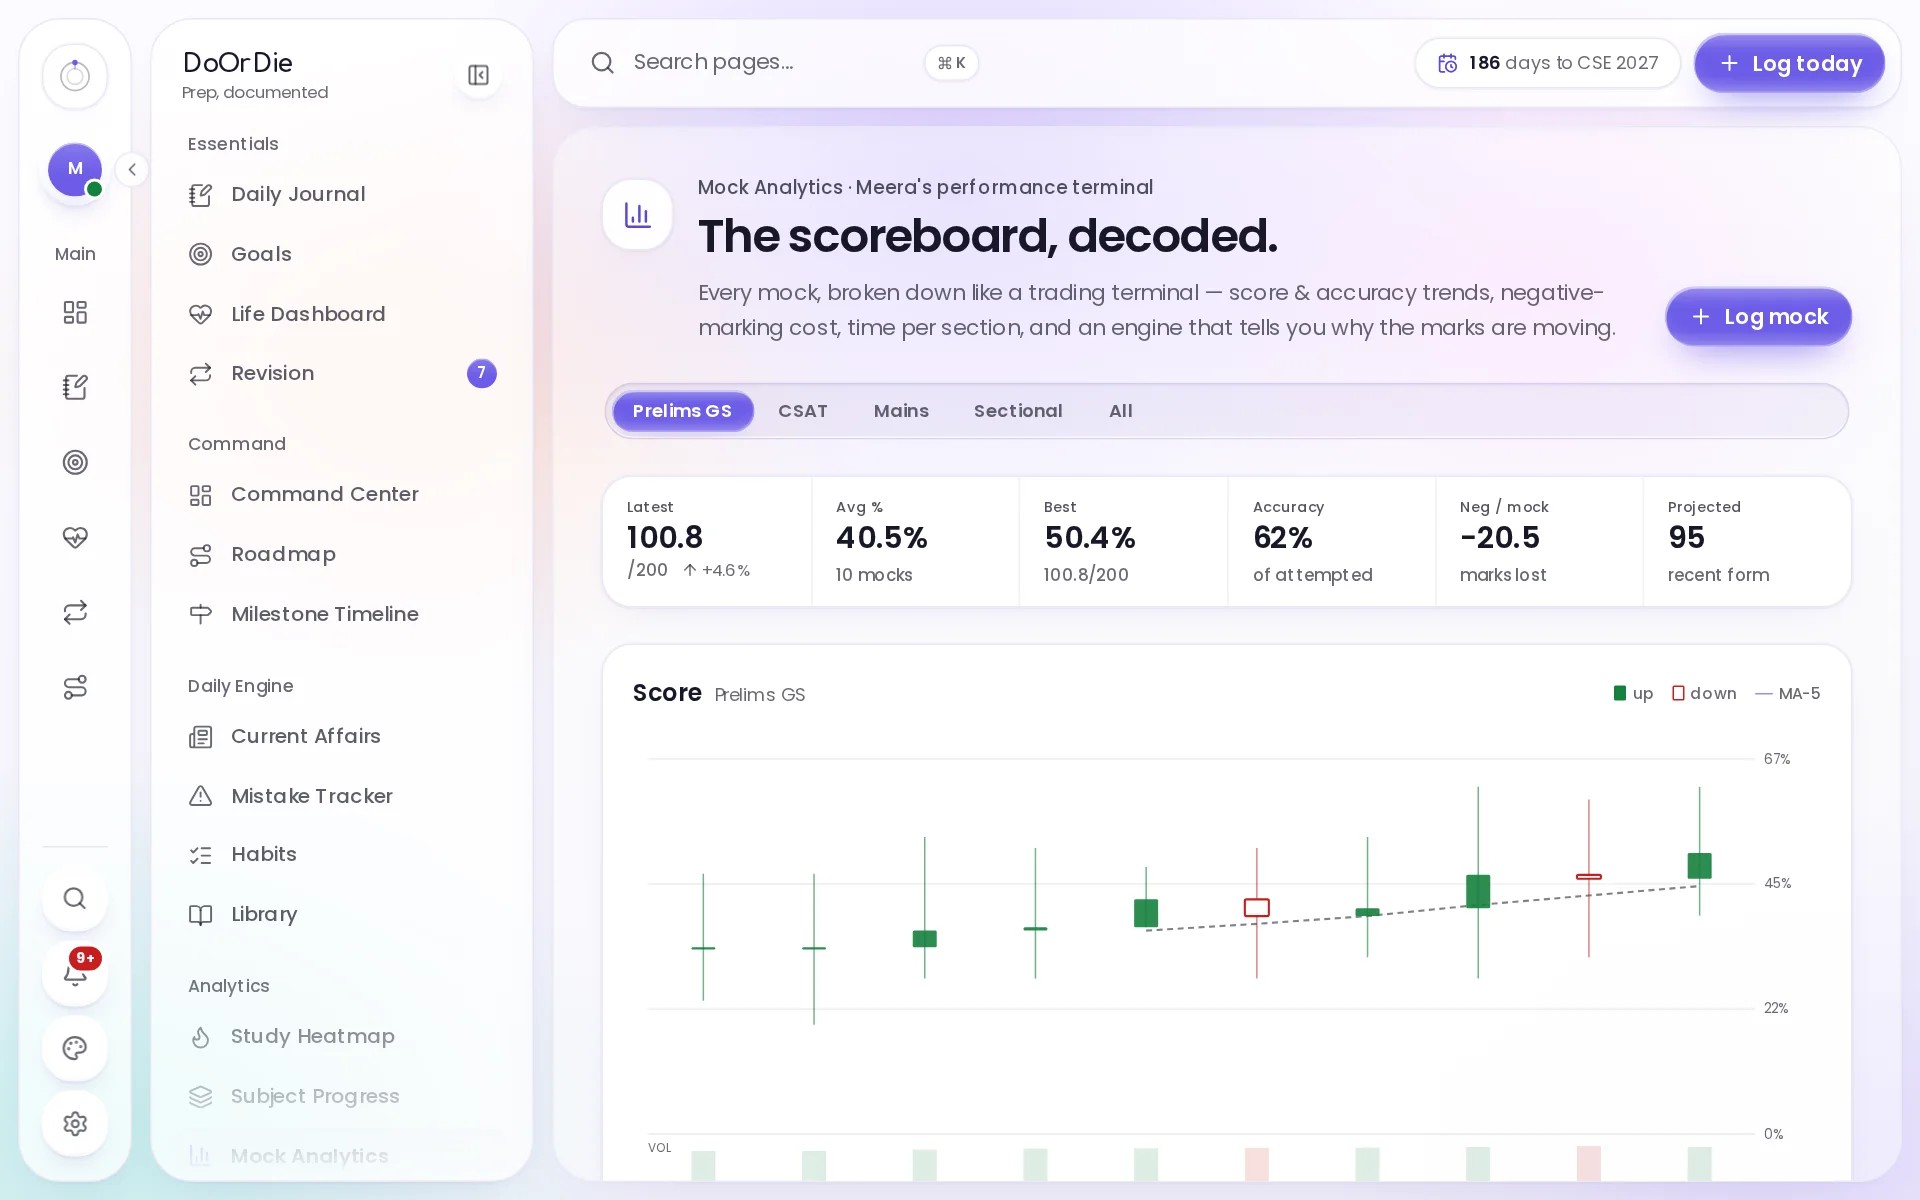 DoOrDie
Prep, documented
M
Main
Essentials
Daily Journal
Goals
Life Dashboard
Revision 7
Command
Command Center
Roadmap
Milestone Timeline
Daily Engine
Current Affairs
Mistake Tracker
Habits
Library
Analytics
Study Heatmap
Subject Progress
Mock Analytics
9+
Search pages... ⌘ K
186 days to CSE 2027
+ Log today
Mock Analytics · Meera's performance terminal
The scoreboard, decoded.
Every mock, broken down like a trading terminal — score & accuracy trends, negative-
marking cost, time per section, and an engine that tells you why the marks are moving.
+ Log mock
Prelims GS CSAT Mains Sectional All
Latest
100.8
/200 ↑ +4.6%
Avg %
40.5%
10 mocks
Best
50.4%
100.8/200
Accuracy
62%
of attempted
Neg / mock
−20.5
marks lost
Projected
95
recent form
Score Prelims GS
up down MA-5
67%
45%
22%
0%
VOL